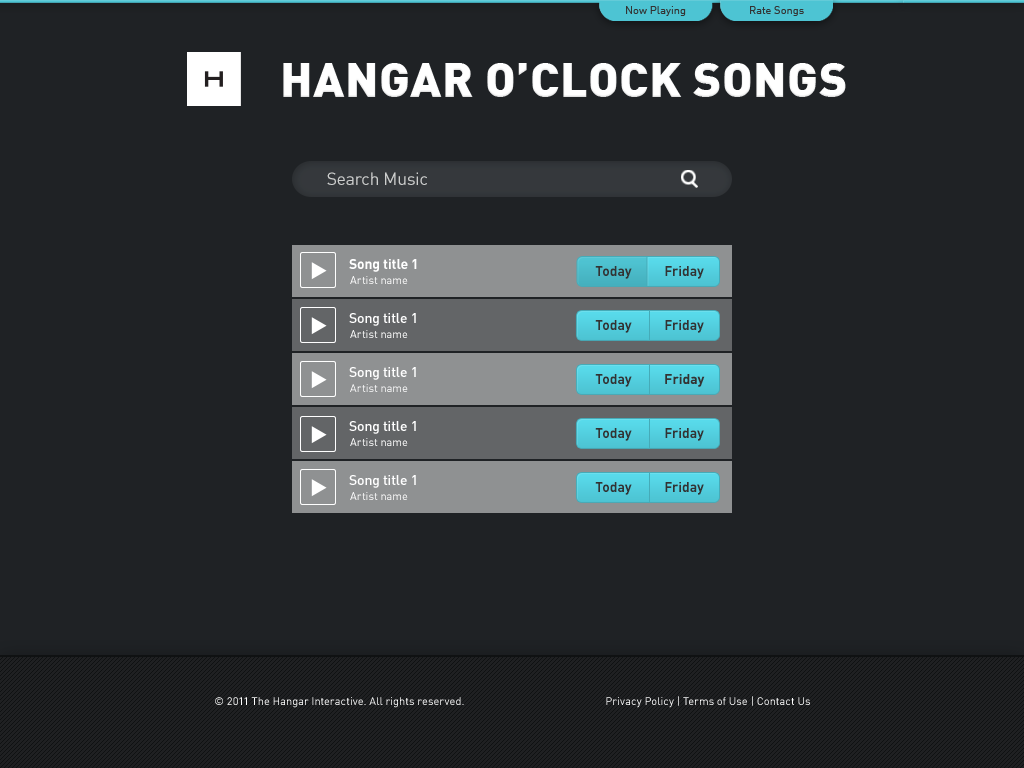 Now Playing Rate Songs
H HANGAR O'CLOCK SONGS
Search Music
Song title 1 Today Friday
Artist name
Song title 1 Today Friday
Artist name
Song title 1 Today Friday
Artist name
Song title 1 Today Friday
Artist name
Song title 1 Today Friday
Artist name
© 2011 The Hangar Interactive. All rights reserved. Privacy Policy | Terms of Use | Contact Us